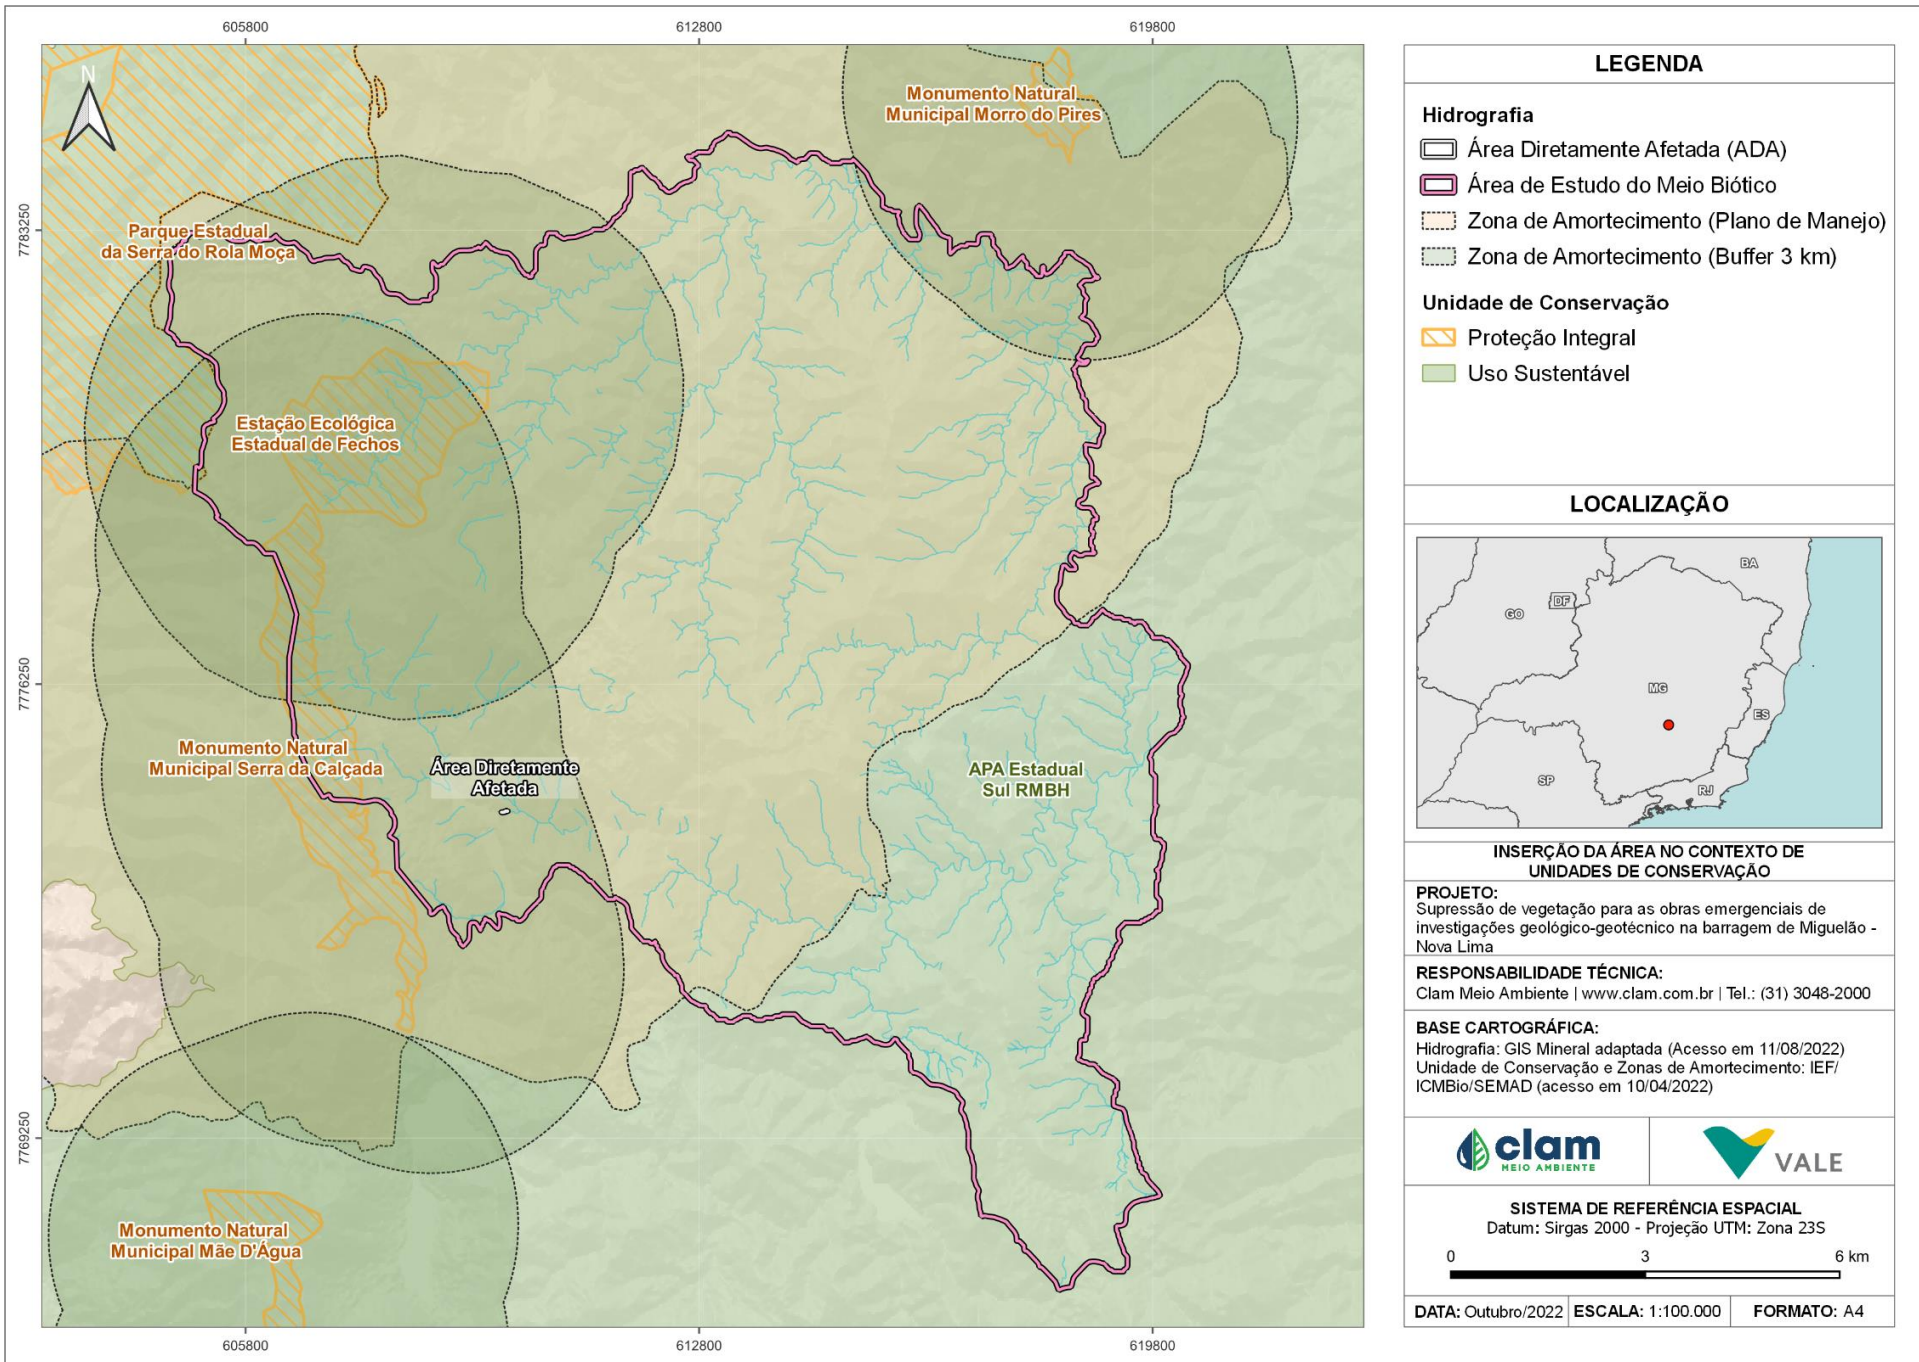 605800
612800
619800
7783250
7776250
7769250
N
Monumento Natural
Municipal Morro do Pires
Parque Estadual
da Serra do Rola Moça
Estação Ecológica
Estadual de Fechos
Monumento Natural
Municipal Serra da Calçada
Área Diretamente
Afetada
APA Estadual
Sul RMBH
Monumento Natural
Municipal Mãe D'Água
605800
612800
619800
LEGENDA
Hidrografia
Área Diretamente Afetada (ADA)
Área de Estudo do Meio Biótico
Zona de Amortecimento (Plano de Manejo)
Zona de Amortecimento (Buffer 3 km)
Unidade de Conservação
Proteção Integral
Uso Sustentável
LOCALIZAÇÃO
BA
DF
GO
MG
ES
SP
RJ
INSERÇÃO DA ÁREA NO CONTEXTO DE
UNIDADES DE CONSERVAÇÃO
PROJETO:
Supressão de vegetação para as obras emergenciais de
investigações geológico-geotécnico na barragem de Miguelão -
Nova Lima
RESPONSABILIDADE TÉCNICA:
Clam Meio Ambiente | www.clam.com.br | Tel.: (31) 3048-2000
BASE CARTOGRÁFICA:
Hidrografia: GIS Mineral adaptada (Acesso em 11/08/2022)
Unidade de Conservação e Zonas de Amortecimento: IEF/
ICMBio/SEMAD (acesso em 10/04/2022)
clam
MEIO AMBIENTE
VALE
SISTEMA DE REFERÊNCIA ESPACIAL
Datum: Sirgas 2000 - Projeção UTM: Zona 23S
0 3 6 km
DATA: Outubro/2022 ESCALA: 1:100.000 FORMATO: A4